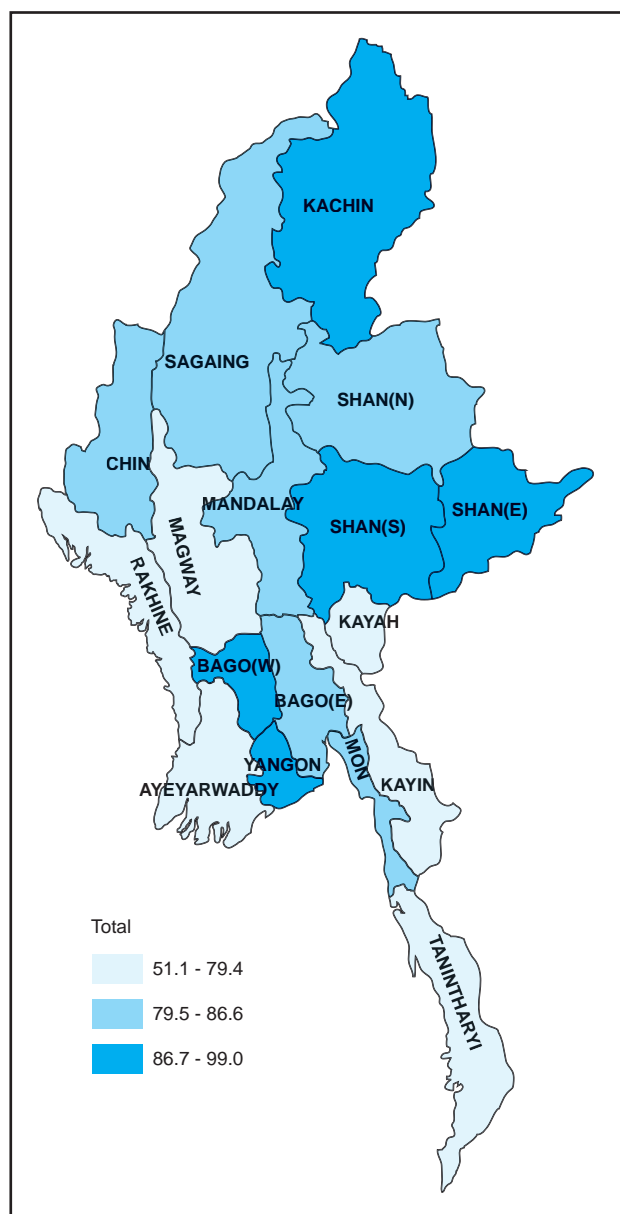 KACHIN
SAGAING
SHAN(N)
CHIN
MANDALAY
SHAN(E)
SHAN(S)
MAGWAY
RAKHINE
KAYAH
BAGO(W)
BAGO(E)
MON
YANGON
KAYIN
AYEYARWADDY
TANINTHARYI
Total
51.1 - 79.4
79.5 - 86.6
86.7 - 99.0